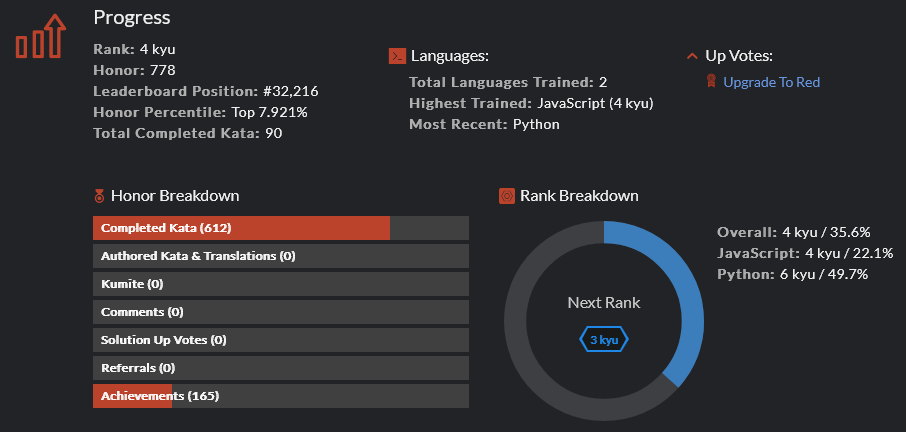 Progress
Rank: 4 kyu
Honor: 778
Leaderboard Position: #32,216
Honor Percentile: Top 7.921%
Total Completed Kata: 90
Languages:
Total Languages Trained: 2
Highest Trained: JavaScript (4 kyu)
Most Recent: Python
Up Votes:
Upgrade To Red
Honor Breakdown
Completed Kata (612)
Authored Kata & Translations (0)
Kumite (0)
Comments (0)
Solution Up Votes (0)
Referrals (0)
Achievements (165)
Rank Breakdown
Next Rank
3 kyu
Overall: 4 kyu / 35.6%
JavaScript: 4 kyu / 22.1%
Python: 6 kyu / 49.7%